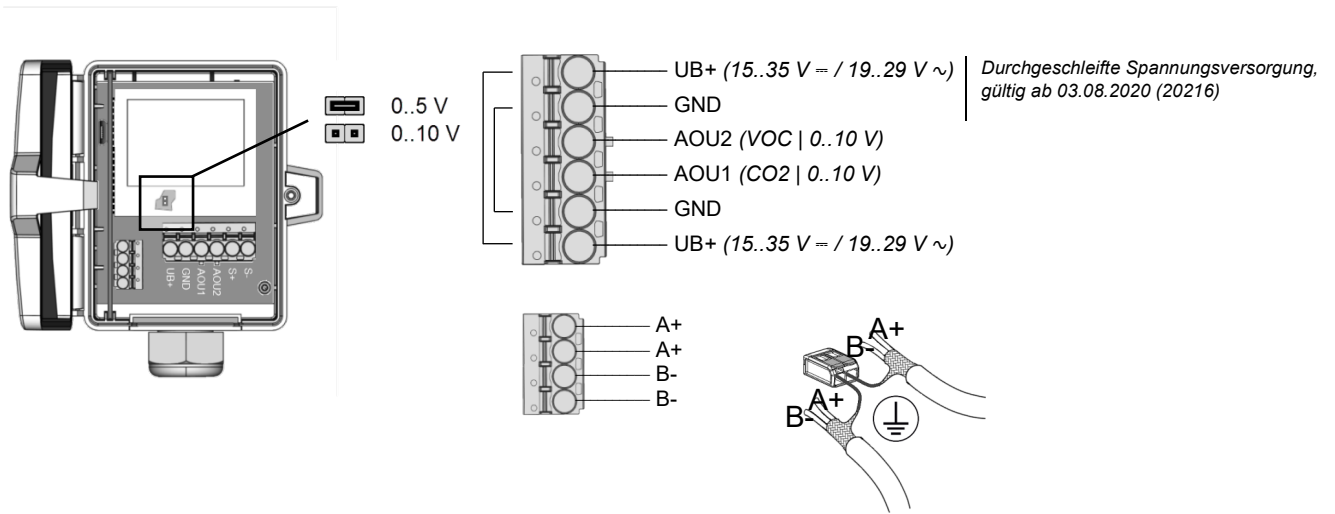 0..5 V
0..10 V
UB+
GND
AOU1
AOU2
S+
S-
UB+ (15..35 V ⎓ / 19..29 V ∿)
GND
AOU2 (VOC | 0..10 V)
AOU1 (CO2 | 0..10 V)
GND
UB+ (15..35 V ⎓ / 19..29 V ∿)
Durchgeschleifte Spannungsversorgung,
gültig ab 03.08.2020 (20216)
A+
A+
B-
B-
A+
B-
A+
B-